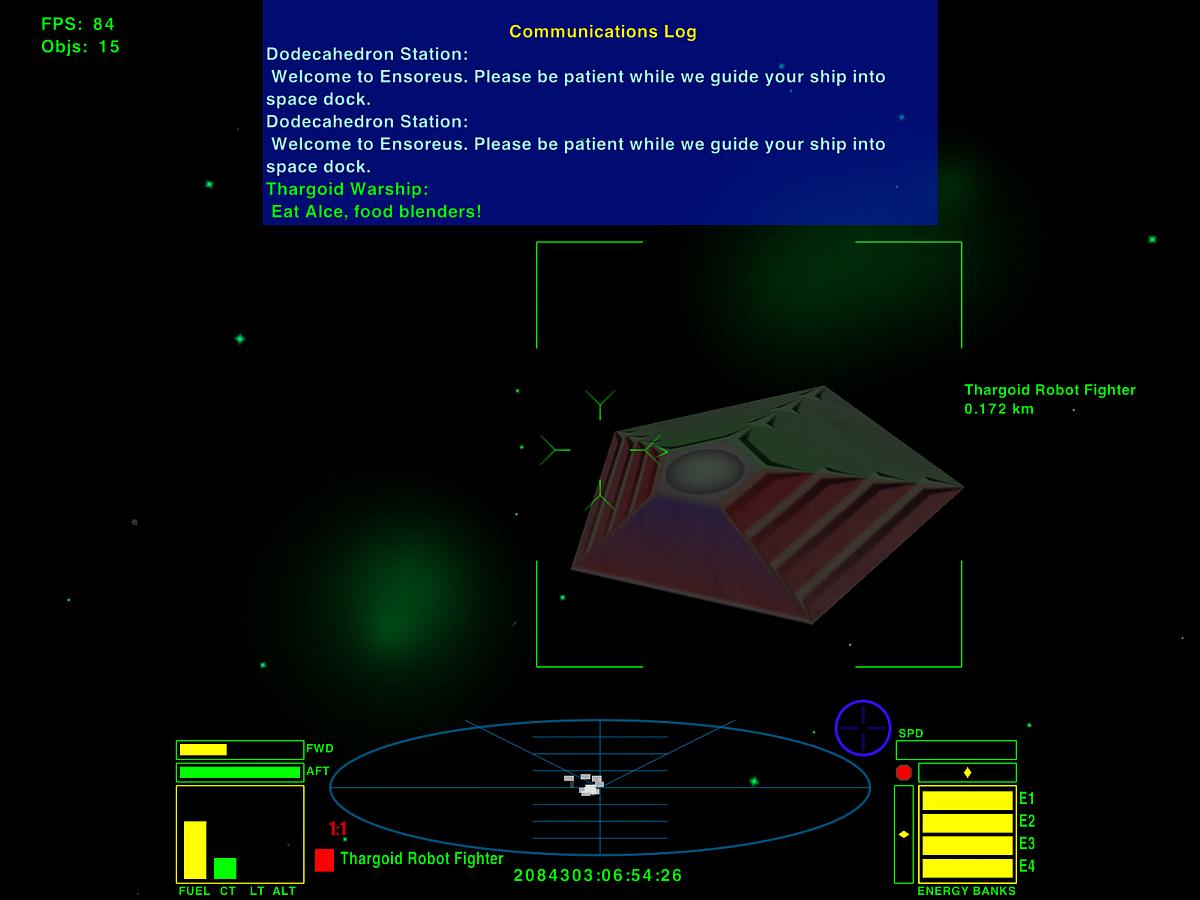 FPS: 84
Objs: 15
Communications Log
Dodecahedron Station:
Welcome to Ensoreus. Please be patient while we guide your ship into
space dock.
Dodecahedron Station:
Welcome to Ensoreus. Please be patient while we guide your ship into
space dock.
Thargoid Warship:
Eat Alce, food blenders!
Thargoid Robot Fighter
0.172 km
FWD
AFT
FUEL CT LT ALT
1:1
Thargoid Robot Fighter
2084303:06:54:26
SPD
E1
E2
E3
E4
ENERGY BANKS